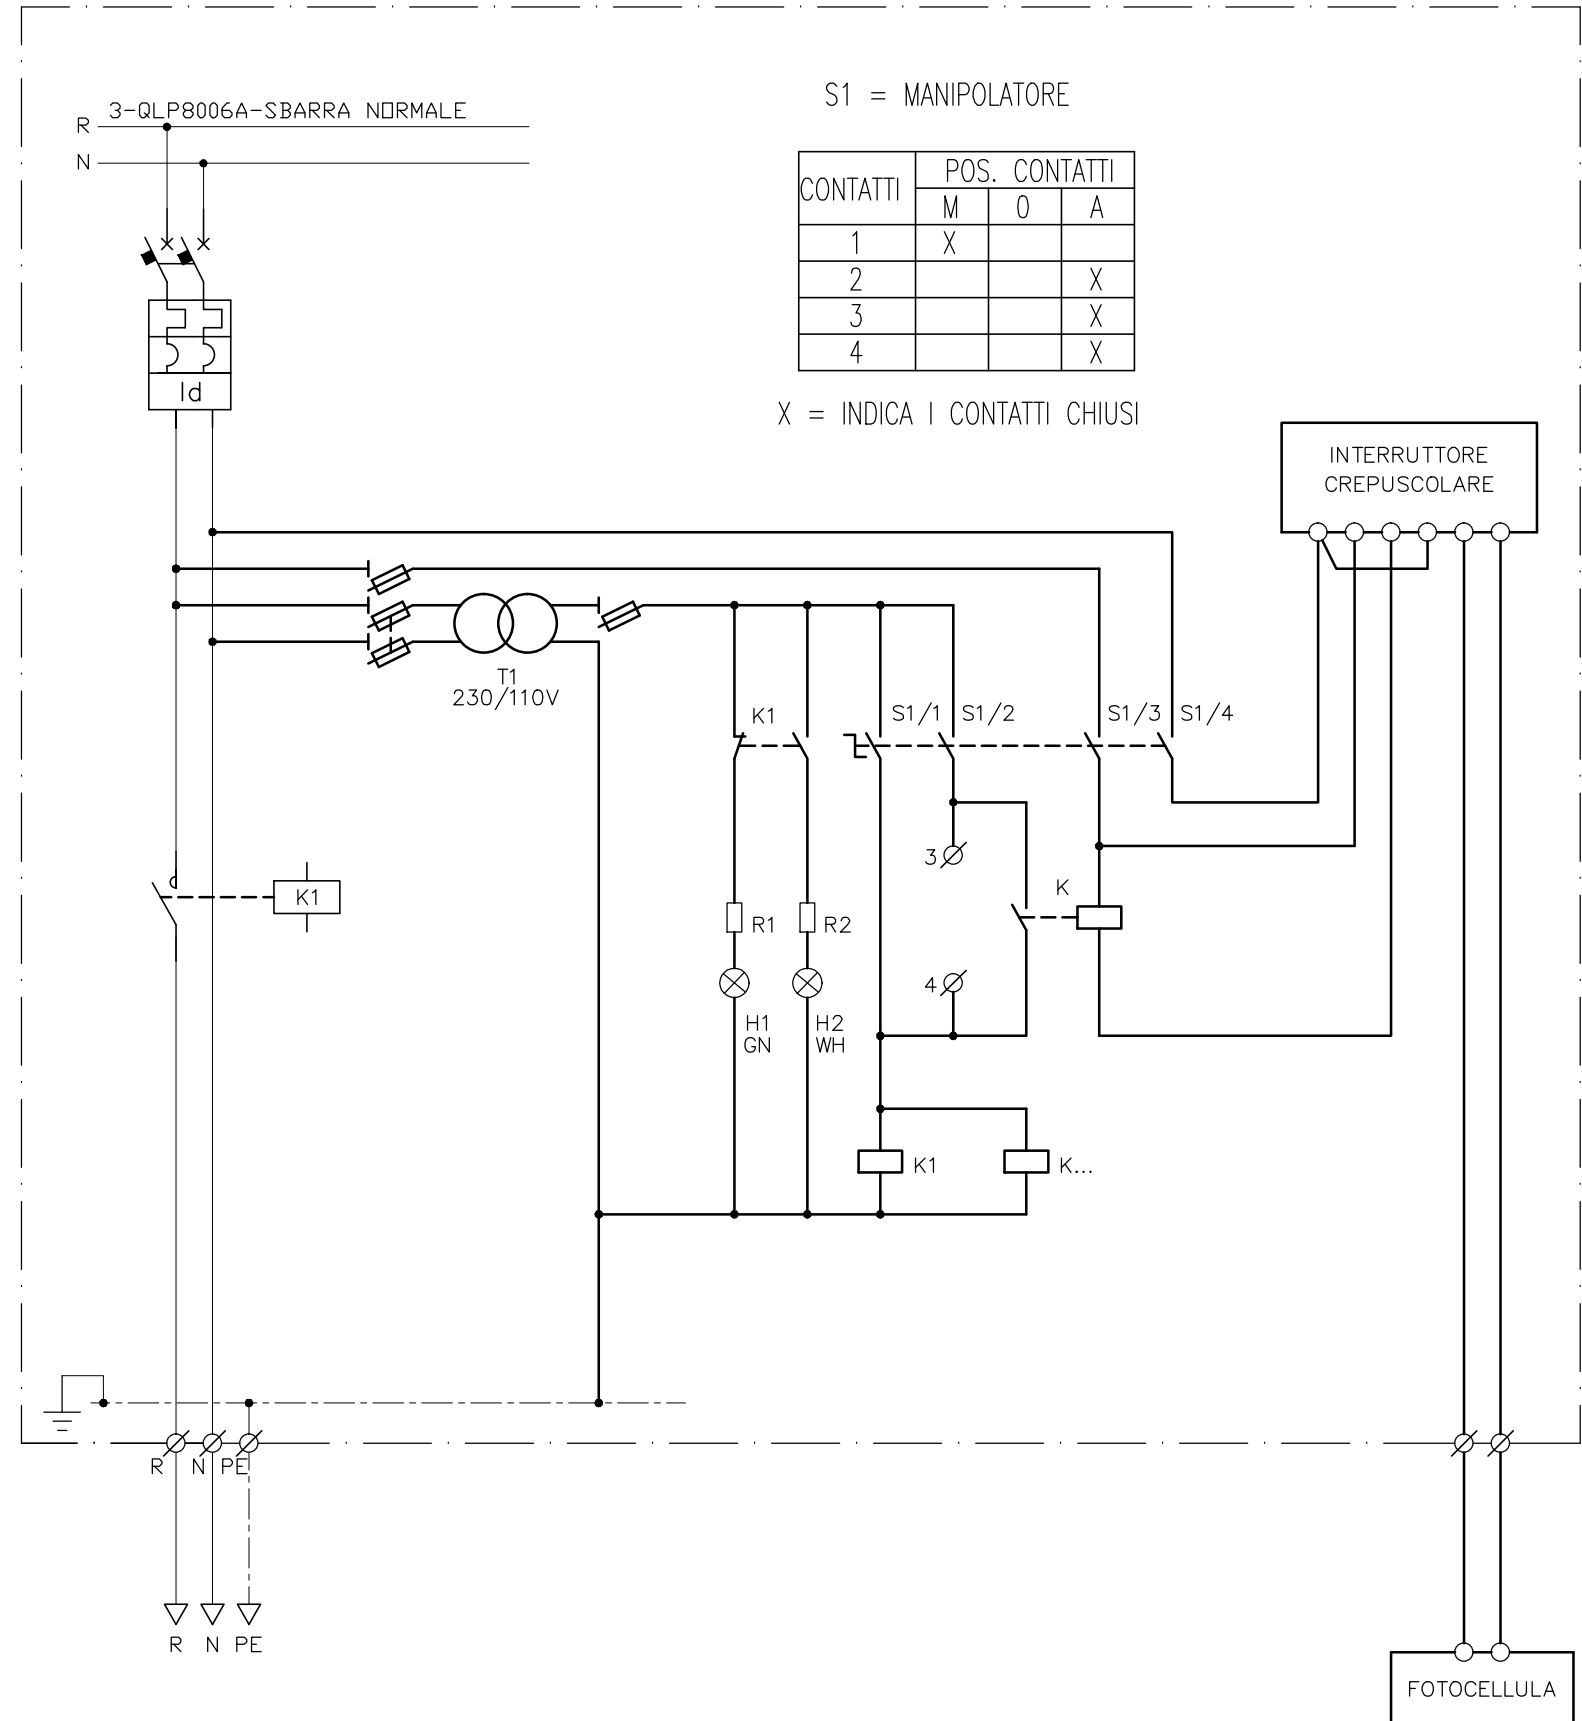 S1 = MANIPOLATORE
3-QLP8006A-SBARRA NORMALE
R
N
CONTATTI POS. CONTATTI
M 0 A
1 X
2 X
3 X
4 X
Id
X = INDICA I CONTATTI CHIUSI
INTERRUTTORE
CREPUSCOLARE
T1
230/110V
K1 S1/1 S1/2 S1/3 S1/4
3
K1
K
R1 R2
4
H1 H2
GN WH
K1 K...
R N PE
R N PE
FOTOCELLULA